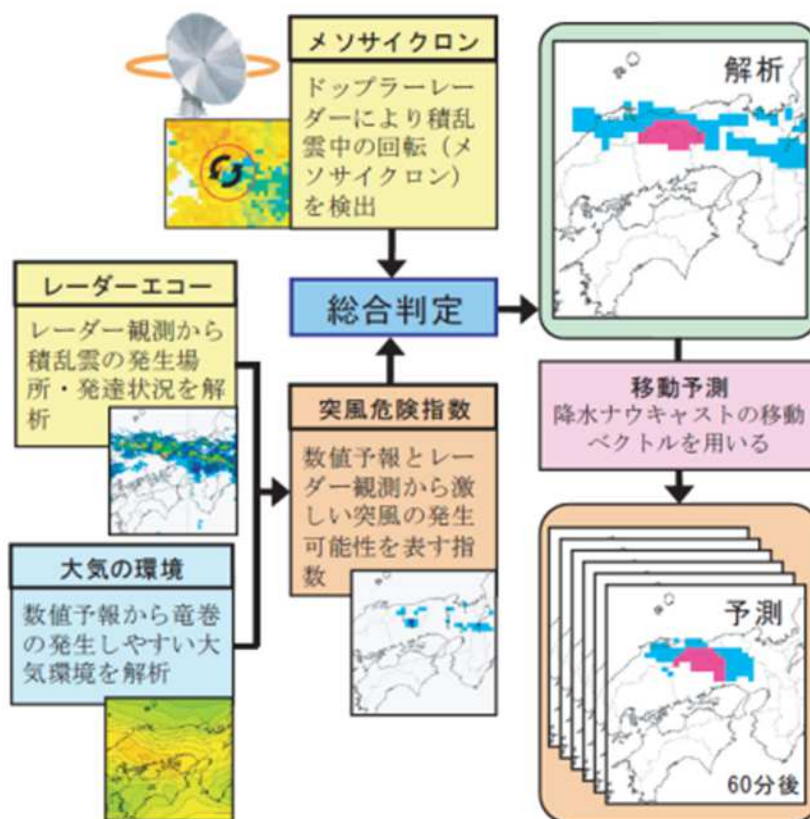 メソサイクロン
ドップラーレー
ダーにより積乱
雲中の回転（メ
ソサイクロン）
を検出
解析
レーダーエコー
レーダー観測から
積乱雲の発生場
所・発達状況を解
析
総合判定
移動予測
降水ナウキャストの移動
ベクトルを用いる
突風危険指数
数値予報とレー
ダー観測から激
しい突風の発生
可能性を表す指
数
大気の環境
数値予報から竜巻
の発生しやすい大
気環境を解析
予測
60分後